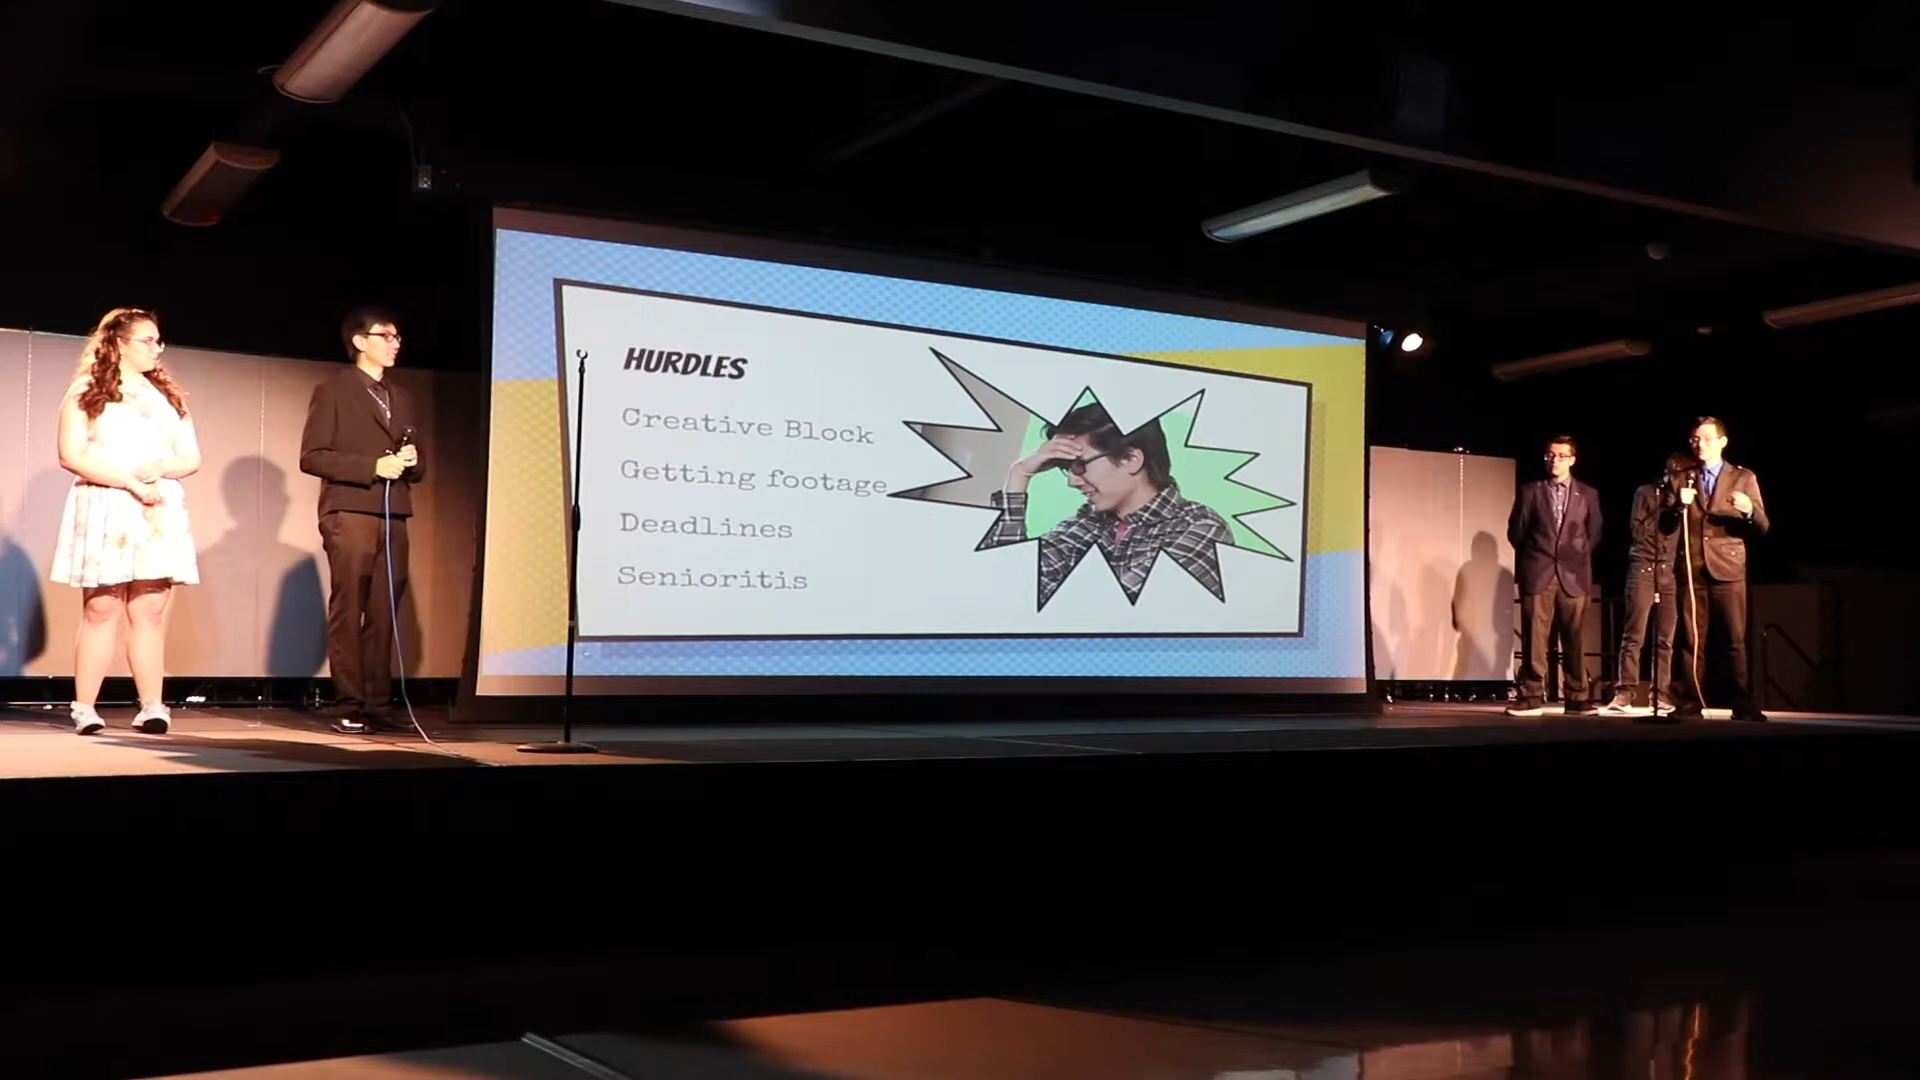 HURDLES
Creative Block
Getting footage
Deadlines
Senioritis